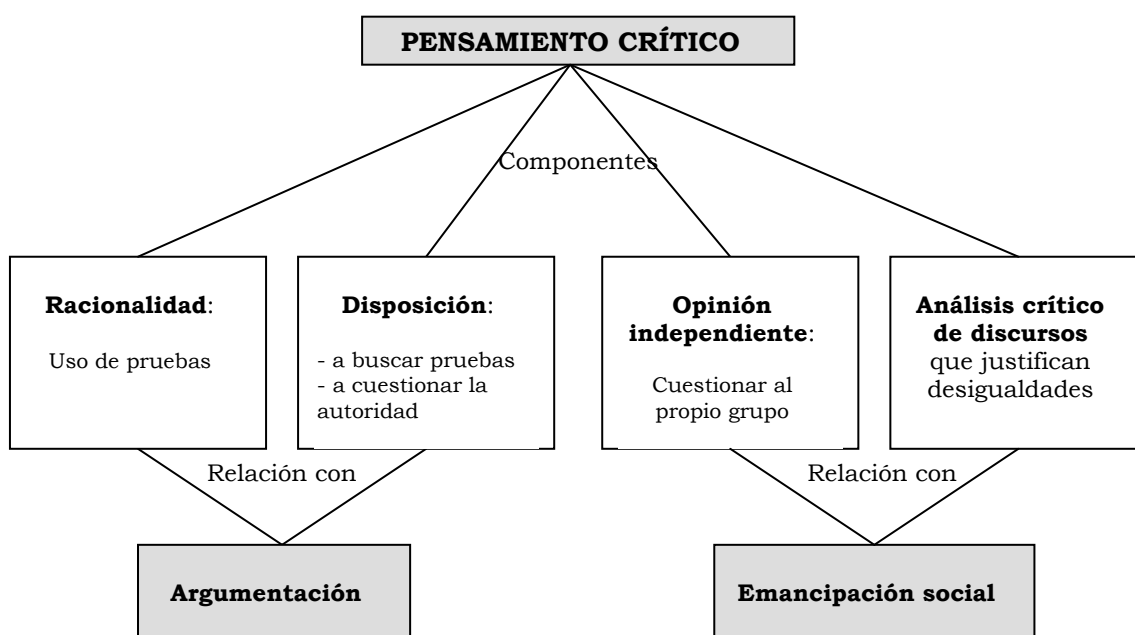 PENSAMIENTO CRÍTICO
Componentes
Racionalidad:
Uso de pruebas
Disposición:
- a buscar pruebas
- a cuestionar la
autoridad
Opinión
independiente:
Cuestionar al
propio grupo
Análisis crítico
de discursos
que justifican
desigualdades
Relación con
Relación con
Argumentación
Emancipación social